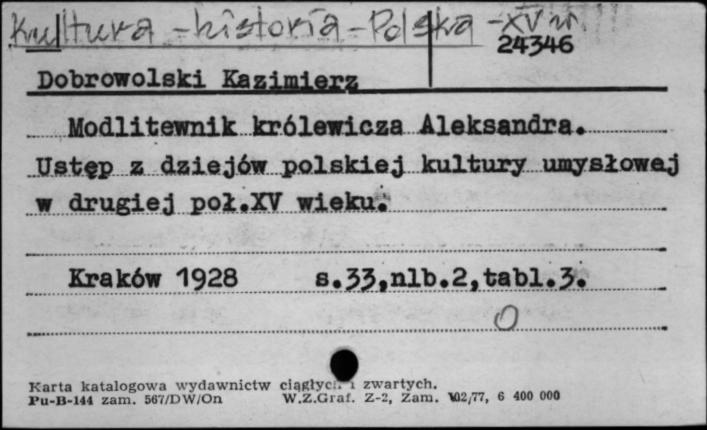 Kultura - historia - Polska - XV w.
24346
Dobrowolski Kazimierz
Modlitewnik królewicza Aleksandra.
Ustęp z dziejów polskiej kultury umysłowej
w drugiej poł.XV wieku.
Kraków 1928 s.33,nlb.2,tabl.3.
Karta katalogowa wydawnictw ciągłych i zwartych.
Pu-B-144 zam. 567/DW/On W.Z.Graf. Z-2, Zam. 102/77, 6 400 000